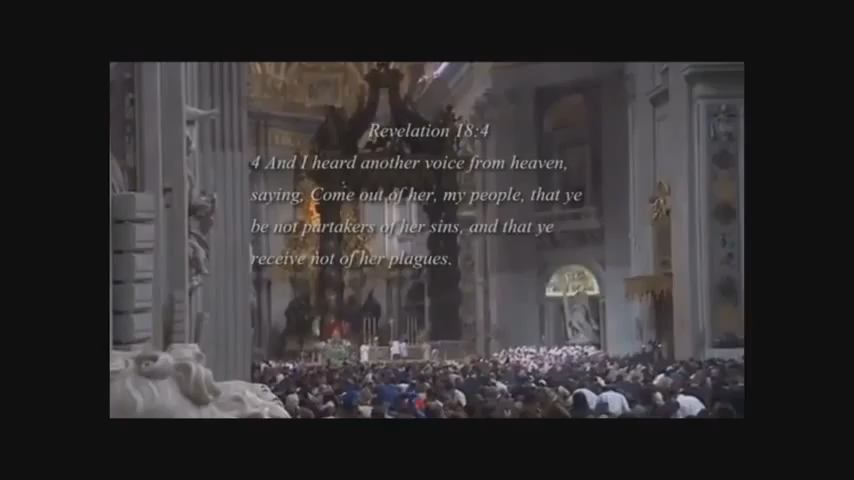 Revelation 18:4
4 And I heard another voice from heaven,
saying, Come out of her, my people, that ye
be not partakers of her sins, and that ye
receive not of her plagues.